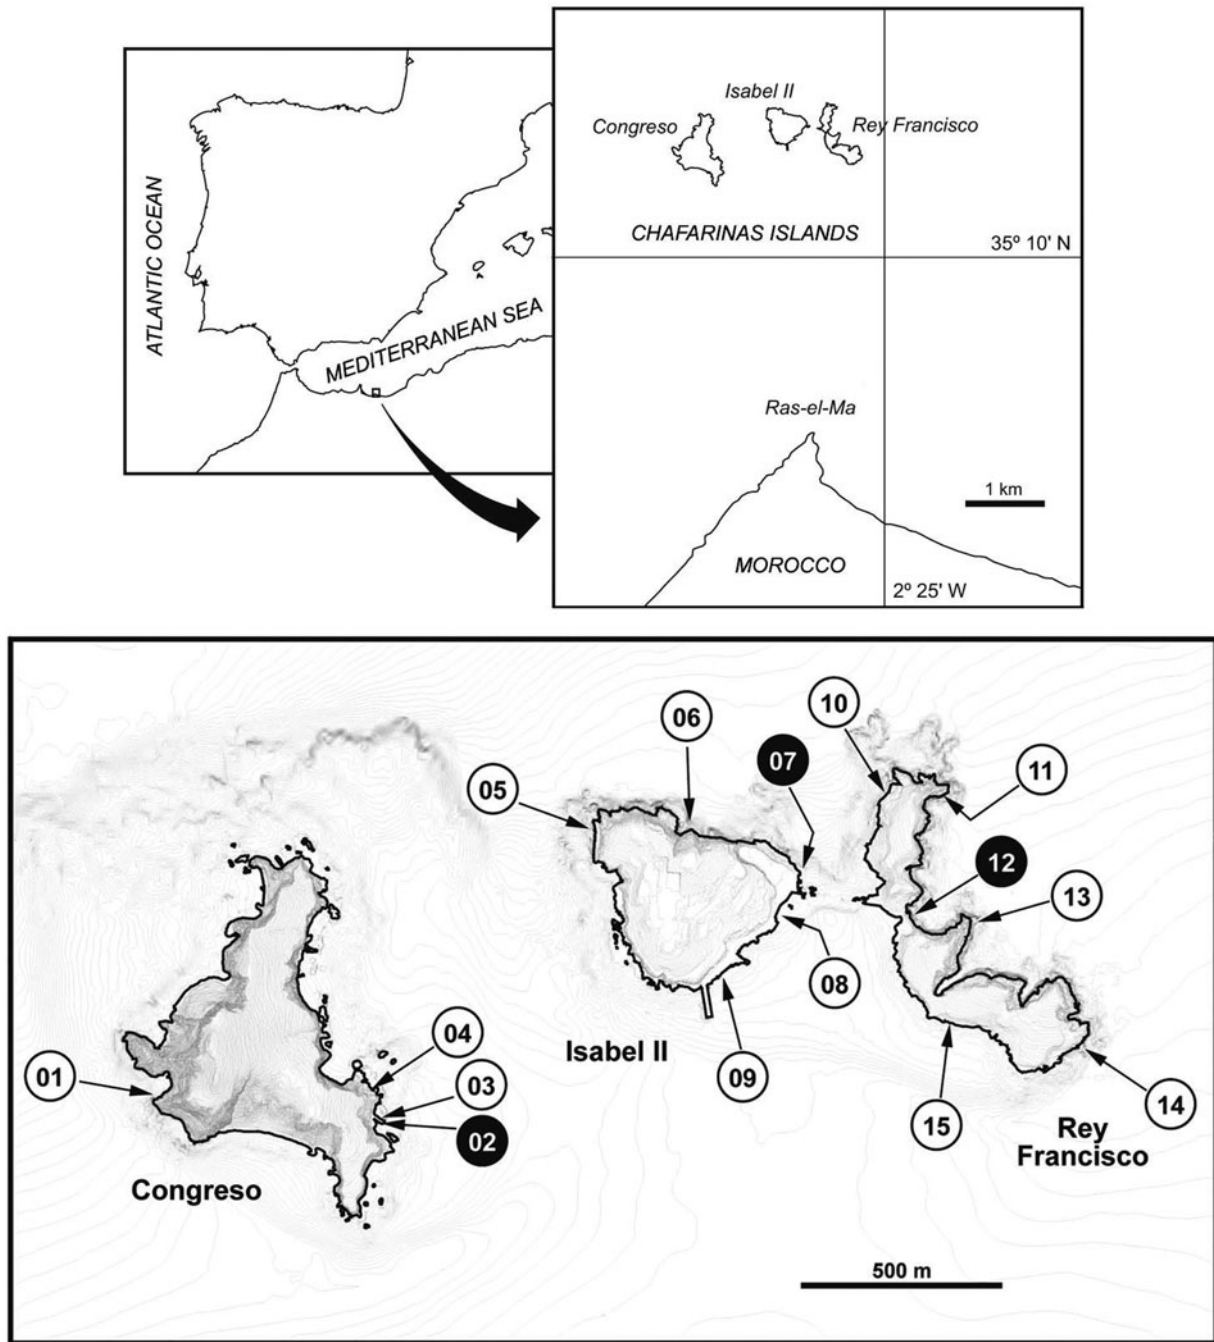 ATLANTIC OCEAN
MEDITERRANEAN SEA
Isabel II
Congreso
Rey Francisco
CHAFARINAS ISLANDS
35º 10' N
Ras-el-Ma
1 km
MOROCCO
2º 25' W
10
06
07
11
05
12
13
08
04
Isabel II
03
09
01
15
14
02
Rey
Francisco
Congreso
500 m